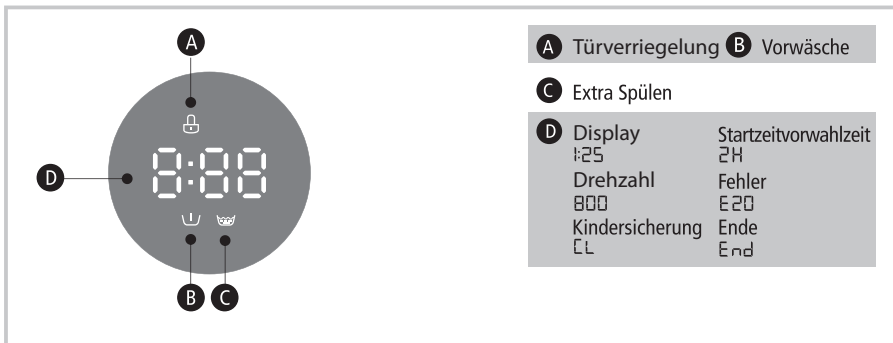 A
8:88
D
B C
A Türverriegelung B Vorwäsche
C Extra Spülen
D Display Startzeitvorwahlzeit
1:25 2H
Drehzahl Fehler
800 E20
Kindersicherung Ende
CL End